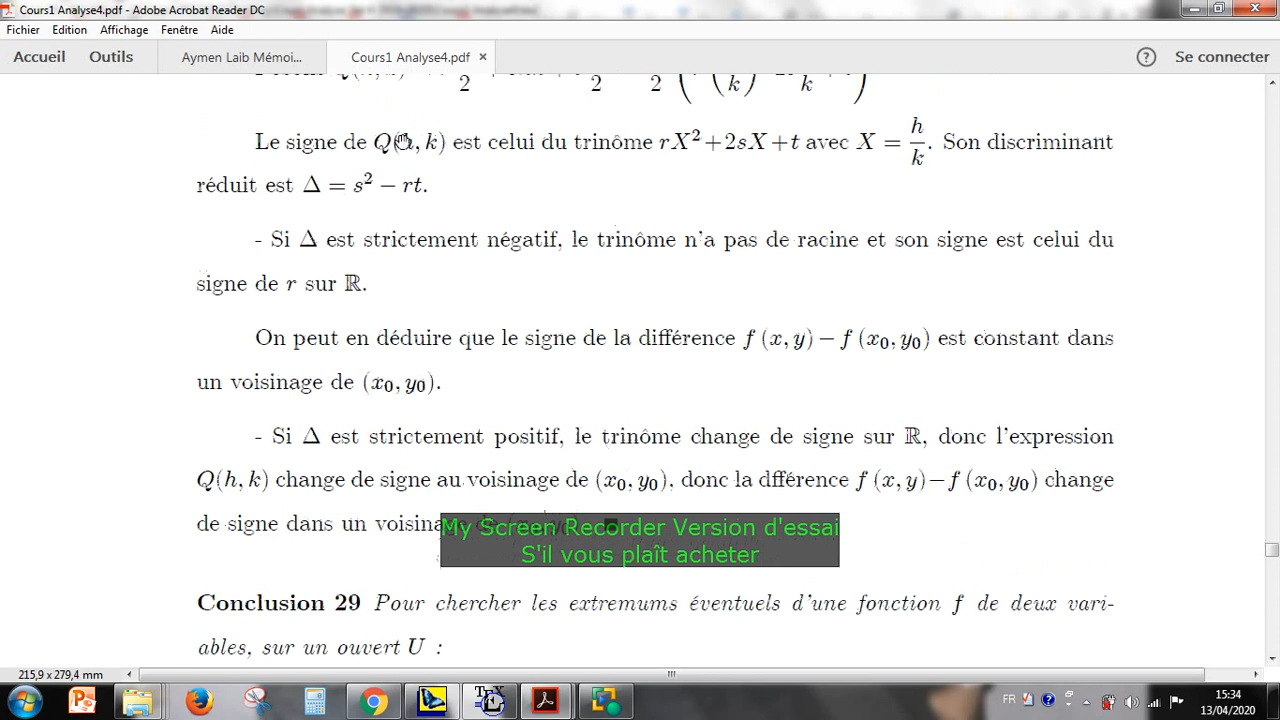 Cours1 Analyse4.pdf - Adobe Acrobat Reader DC
Fichier Edition Affichage Fenêtre Aide
Accueil Outils Aymen Laib Mémoi... Cours1 Analyse4.pdf × Se connecter
Le signe de Q(h, k) est celui du trinôme rX² + 2sX + t avec X = h/k. Son discriminant
réduit est Δ = s² − rt.
- Si Δ est strictement négatif, le trinôme n'a pas de racine et son signe est celui du
signe de r sur ℝ.
On peut en déduire que le signe de la différence f (x, y) − f (x₀, y₀) est constant dans
un voisinage de (x₀, y₀).
- Si Δ est strictement positif, le trinôme change de signe sur ℝ, donc l'expression
Q(h, k) change de signe au voisinage de (x₀, y₀), donc la dfférence f (x, y) − f (x₀, y₀) change
de signe dans un voisinage de
My Screen Recorder Version d'essai
S'il vous plaît acheter
Conclusion 29 Pour chercher les extremums éventuels d'une fonction f de deux vari-
ables, sur un ouvert U :
215,9 x 279,4 mm
FR 15:34
13/04/2020